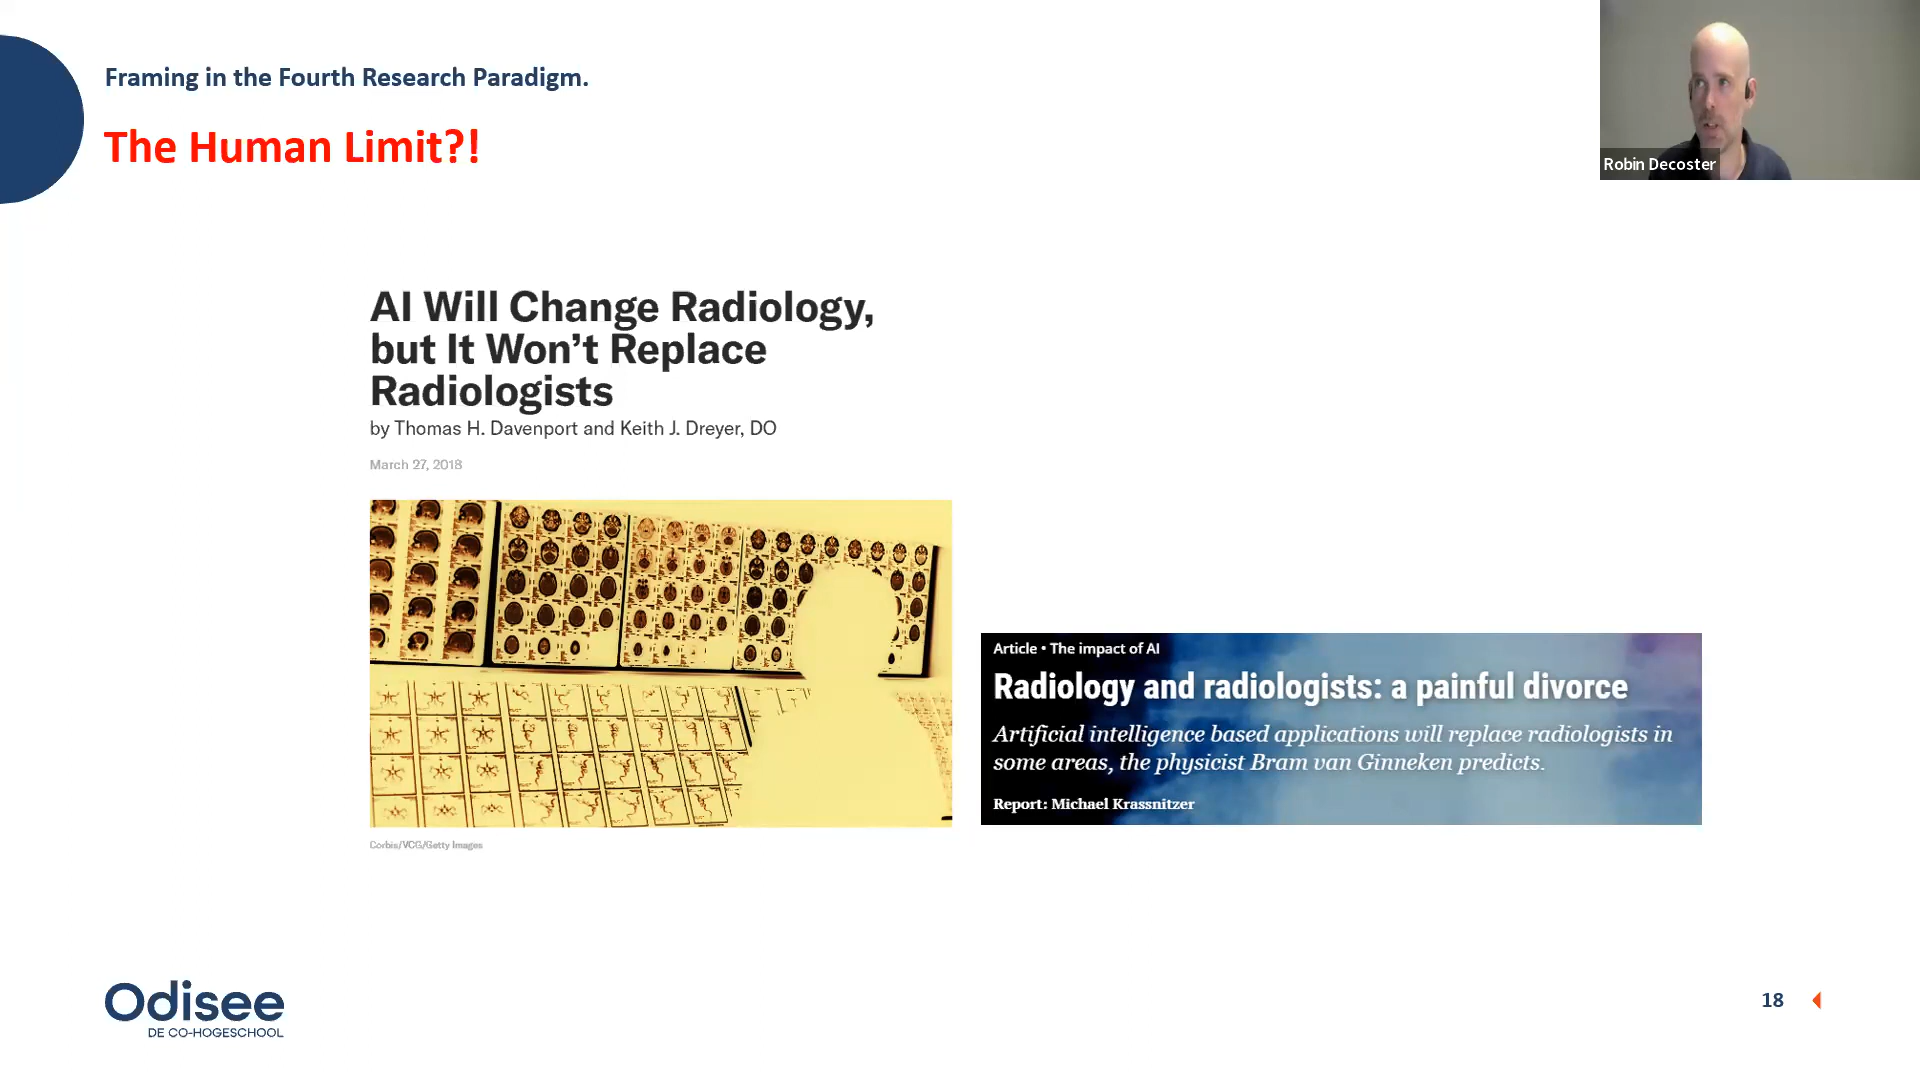 Framing in the Fourth Research Paradigm.
The Human Limit?!
Robin Decoster
AI Will Change Radiology,
but It Won’t Replace
Radiologists
by Thomas H. Davenport and Keith J. Dreyer, DO
March 27, 2018
Corbis/VCG/Getty Images
Article • The impact of AI
Radiology and radiologists: a painful divorce
Artificial intelligence based applications will replace radiologists in
some areas, the physicist Bram van Ginneken predicts.
Report: Michael Krassnitzer
Odisee
DE CO-HOGESCHOOL
18